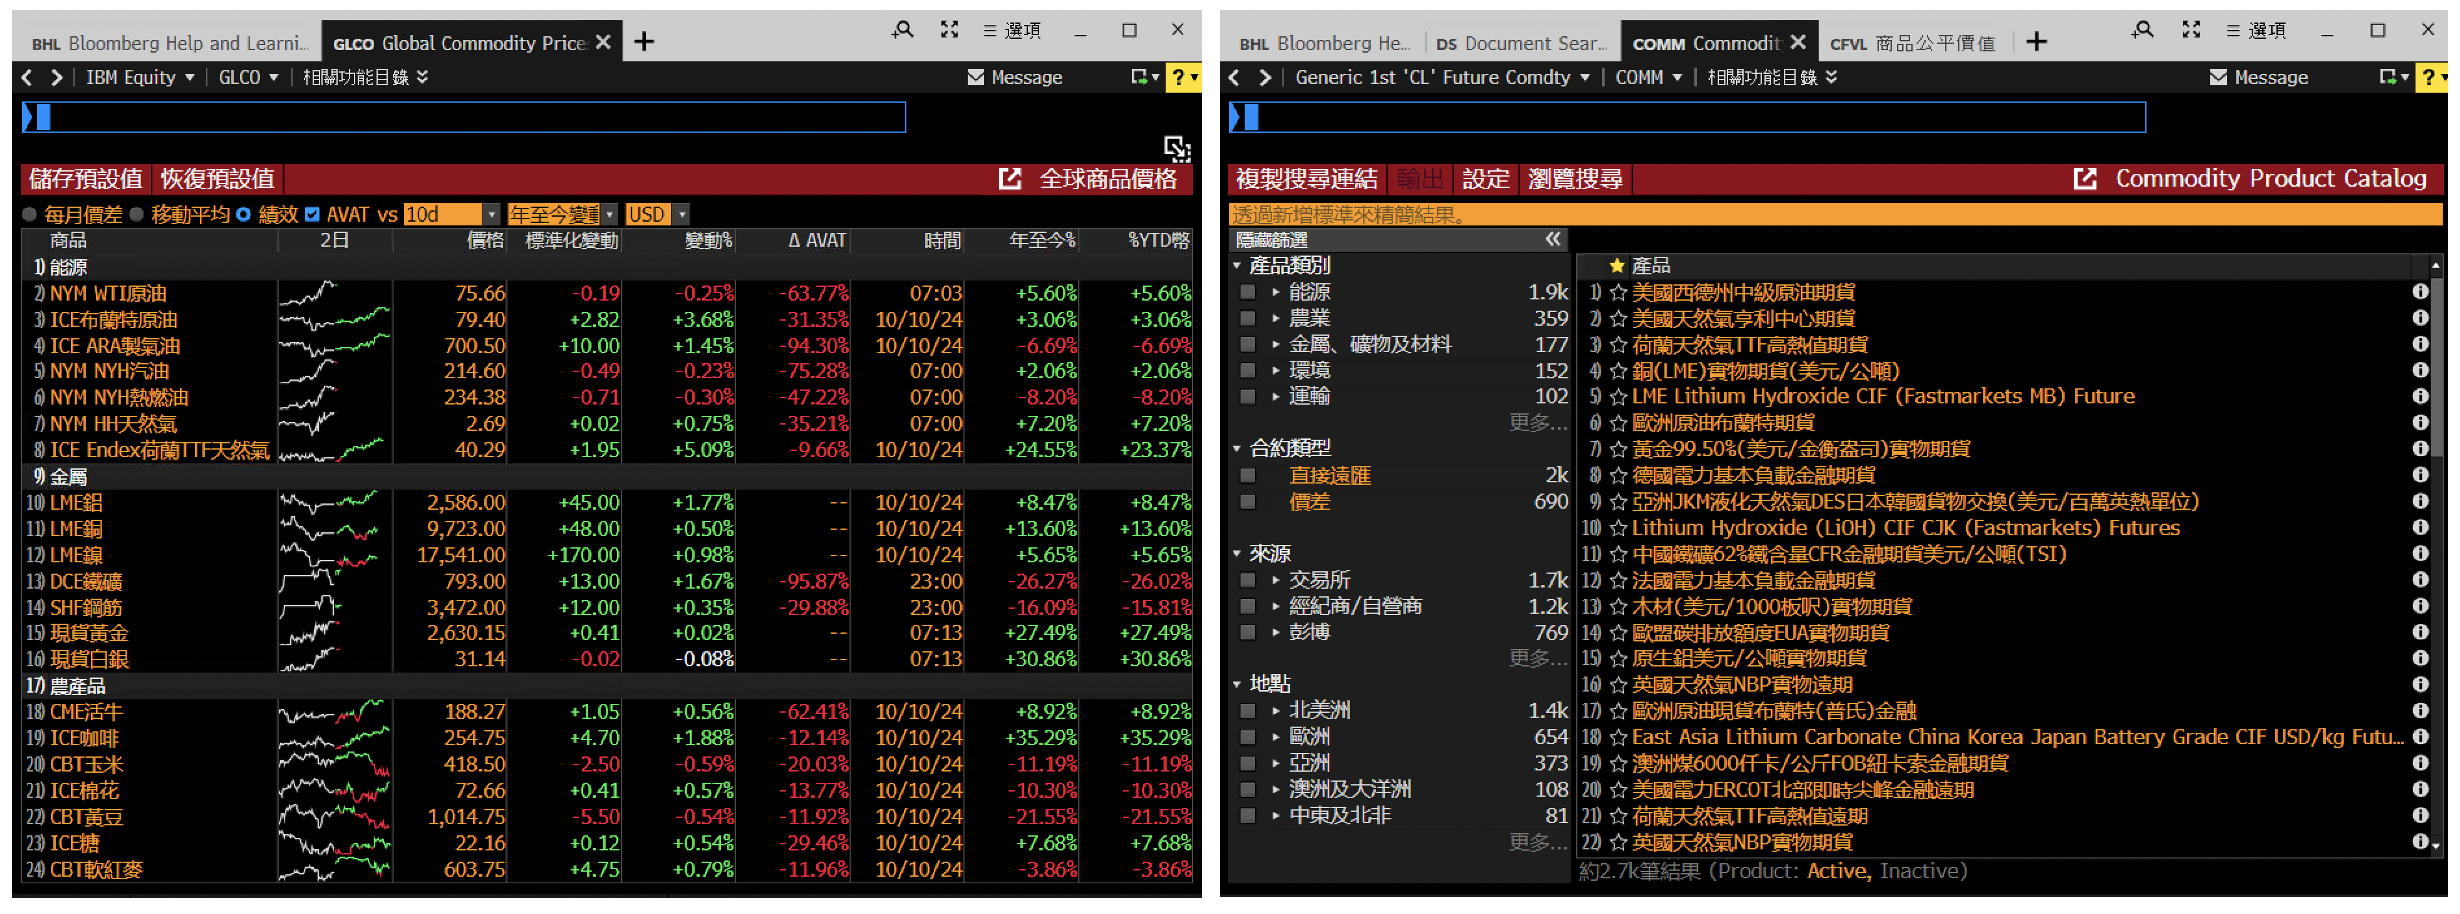 BHL Bloomberg Help and Learni... GLCO Global Commodity Price 選項
IBM Equity GLCO 相關功能目錄 Message ?
儲存預設值 恢復預設值 全球商品價格
每月價差 移動平均 績效 AVAT vs 10d 年至今變動 USD
商品 2日 價格 標準化變動 變動% Δ AVAT 時間 年至今% %YTD幣
1) 能源
2) NYM WTI原油 75.66 -0.19 -0.25% -63.77% 07:03 +5.60% +5.60%
3) ICE布蘭特原油 79.40 +2.82 +3.68% -31.35% 10/10/24 +3.06% +3.06%
4) ICE ARA製氣油 700.50 +10.00 +1.45% -94.30% 10/10/24 -6.69% -6.69%
5) NYM NYH汽油 214.60 -0.49 -0.23% -75.28% 07:00 +2.06% +2.06%
6) NYM NYH熱燃油 234.38 -0.71 -0.30% -47.22% 07:00 -8.20% -8.20%
7) NYM HH天然氣 2.69 +0.02 +0.75% -35.21% 07:00 +7.20% +7.20%
8) ICE Endex荷蘭TTF天然氣 40.29 +1.95 +5.09% -9.66% 10/10/24 +24.55% +23.37%
9) 金屬
10) LME鋁 2,586.00 +45.00 +1.77% -- 10/10/24 +8.47% +8.47%
11) LME銅 9,723.00 +48.00 +0.50% -- 10/10/24 +13.60% +13.60%
12) LME鎳 17,541.00 +170.00 +0.98% -- 10/10/24 +5.65% +5.65%
13) DCE鐵礦 793.00 +13.00 +1.67% -95.87% 23:00 -26.27% -26.02%
14) SHF鋼筋 3,472.00 +12.00 +0.35% -29.88% 23:00 -16.09% -15.81%
15) 現貨黃金 2,630.15 +0.41 +0.02% -- 07:13 +27.49% +27.49%
16) 現貨白銀 31.14 -0.02 -0.08% -- 07:13 +30.86% +30.86%
17) 農產品
18) CME活牛 188.27 +1.05 +0.56% -62.41% 10/10/24 +8.92% +8.92%
19) ICE咖啡 254.75 +4.70 +1.88% -12.14% 10/10/24 +35.29% +35.29%
20) CBT玉米 418.50 -2.50 -0.59% -20.03% 10/10/24 -11.19% -11.19%
21) ICE棉花 72.66 +0.41 +0.57% -13.77% 10/10/24 -10.30% -10.30%
22) CBT黃豆 1,014.75 -5.50 -0.54% -11.92% 10/10/24 -21.55% -21.55%
23) ICE糖 22.16 +0.12 +0.54% -29.46% 10/10/24 +7.68% +7.68%
24) CBT軟紅麥 603.75 +4.75 +0.79% -11.96% 10/10/24 -3.86% -3.86%
BHL Bloomberg He... DS Document Sear... COMM Commodit CFVL 商品公平價值 選項
Generic 1st 'CL' Future Comdty COMM 相關功能目錄 Message ?
複製搜尋連結 輸出 設定 瀏覽搜尋 Commodity Product Catalog
透過新增標準來精簡結果。
隱藏篩選
產品類別
能源 1.9k
農業 359
金屬、礦物及材料 177
環境 152
運輸 102
更多...
合約類型
直接遠匯 2k
價差 690
來源
交易所 1.7k
經紀商/自營商 1.2k
彭博 769
更多...
地點
北美洲 1.4k
歐洲 654
亞洲 373
澳洲及大洋洲 108
中東及北非 81
更多...
產品
1) 美國西德州中級原油期貨
2) 美國天然氣亨利中心期貨
3) 荷蘭天然氣TTF高熱值期貨
4) 銅(LME)實物期貨(美元/公噸)
5) LME Lithium Hydroxide CIF (Fastmarkets MB) Future
6) 歐洲原油布蘭特期貨
7) 黃金99.50%(美元/金衡盎司)實物期貨
8) 德國電力基本負載金融期貨
9) 亞洲JKM液化天然氣DES日本韓國貨物交換(美元/百萬英熱單位)
10) Lithium Hydroxide (LiOH) CIF CJK (Fastmarkets) Futures
11) 中國鐵礦62%鐵含量CFR金融期貨美元/公噸(TSI)
12) 法國電力基本負載金融期貨
13) 木材(美元/1000板呎)實物期貨
14) 歐盟碳排放額度EUA實物期貨
15) 原生鋁美元/公噸實物期貨
16) 英國天然氣NBP實物遠期
17) 歐洲原油現貨布蘭特(普氏)金融
18) East Asia Lithium Carbonate China Korea Japan Battery Grade CIF USD/kg Futu...
19) 澳洲煤6000仟卡/公斤FOB紐卡索金融期貨
20) 美國電力ERCOT北部即時尖峰金融遠期
21) 荷蘭天然氣TTF高熱值遠期
22) 英國天然氣NBP實物期貨
約2.7k筆結果 (Product: Active, Inactive)